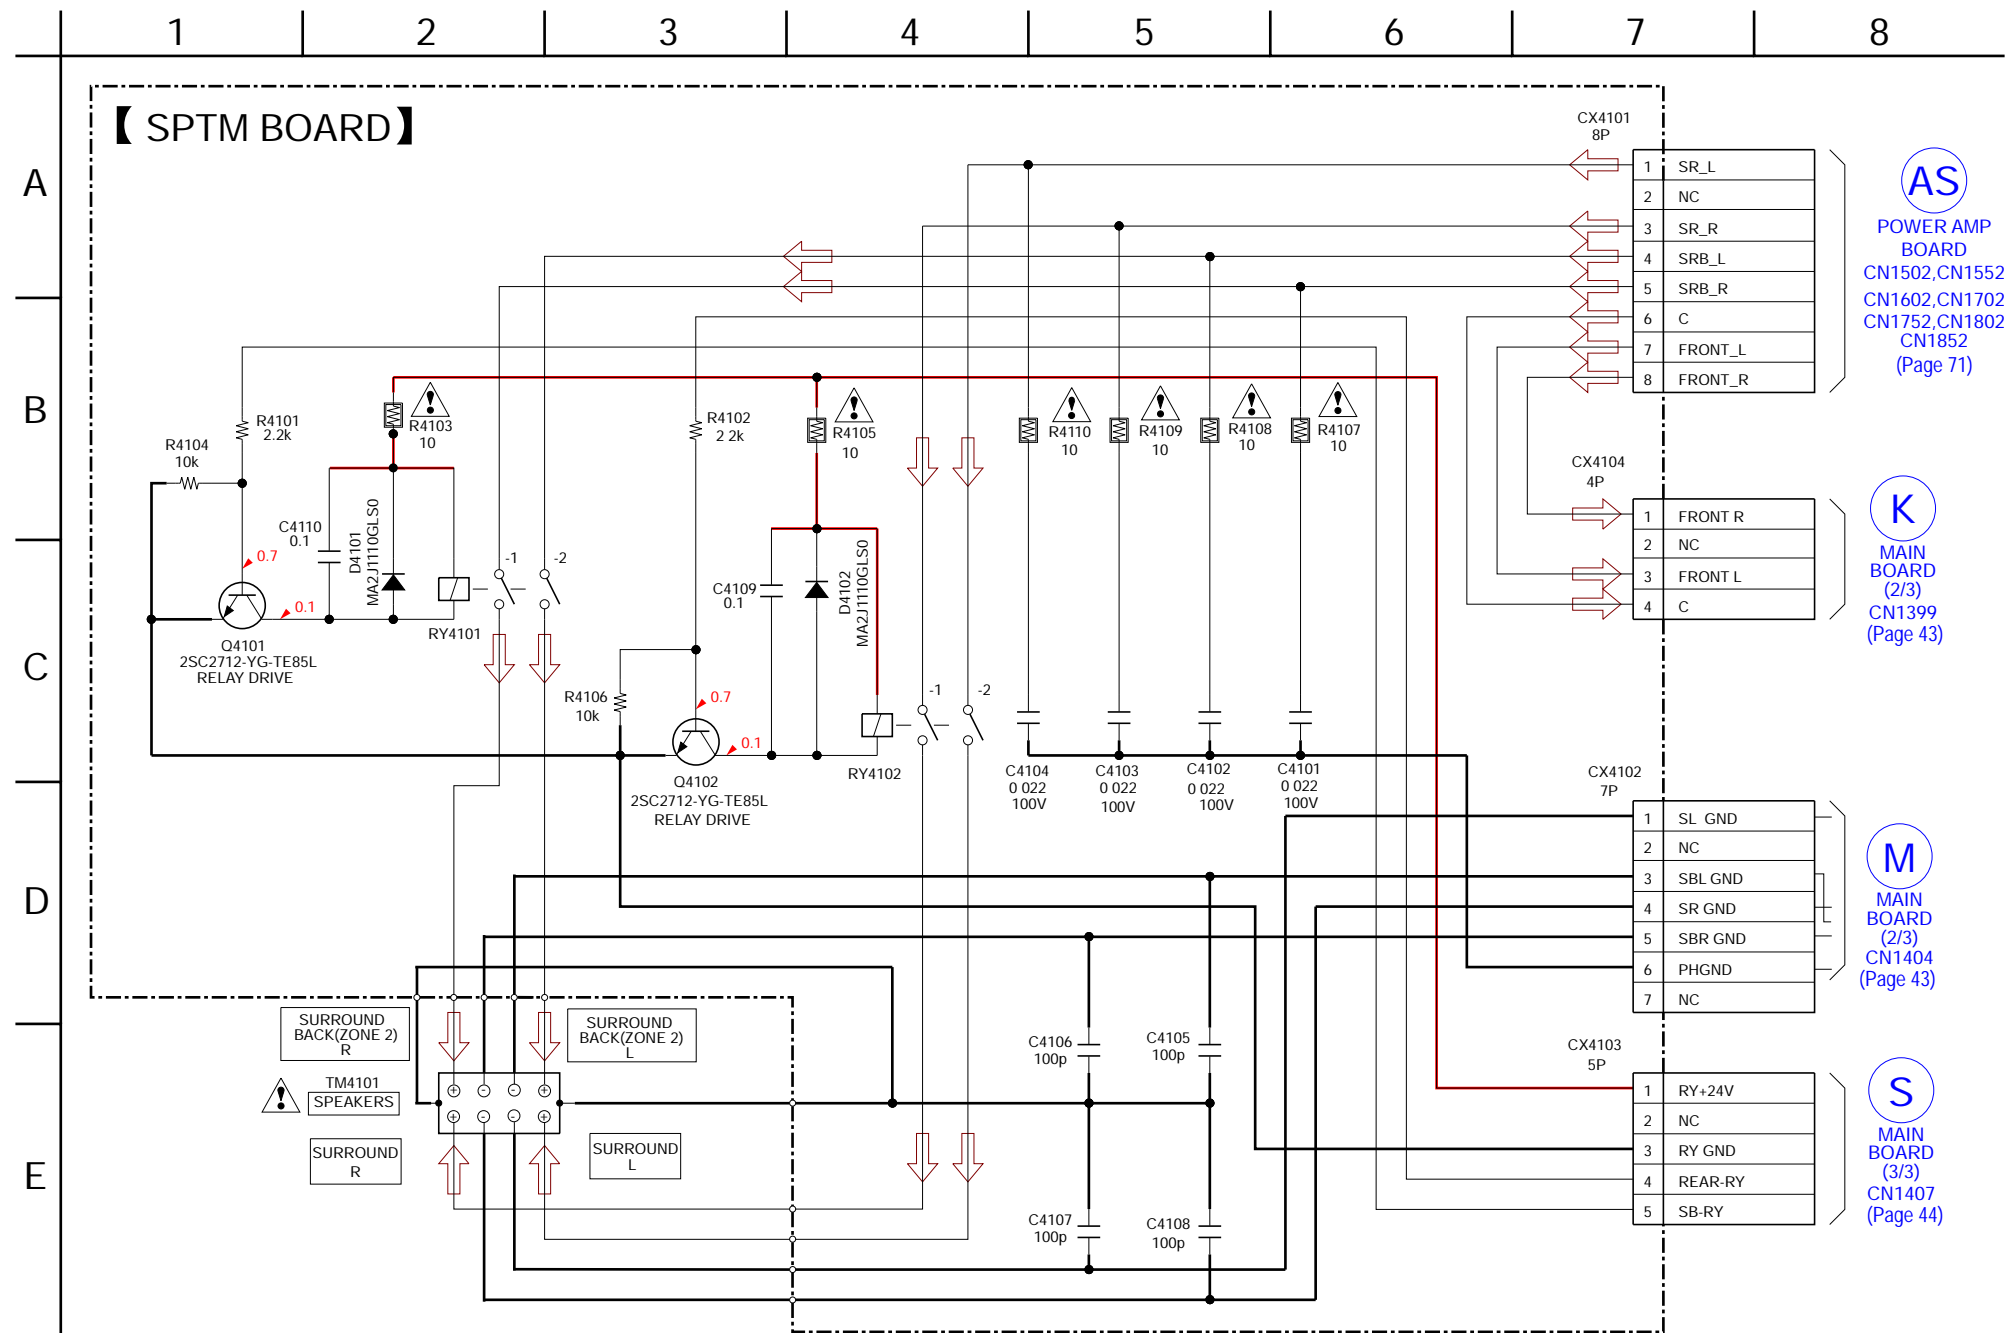 1 2 3 4 5 6 7 8
A
B
C
D
E
【 SPTM BOARD】
CX4101
8P
1 SR_L
2 NC
3 SR_R
4 SRB_L
5 SRB_R
6 C
7 FRONT_L
8 FRONT_R
AS
POWER AMP
BOARD
CN1502,CN1552
CN1602,CN1702
CN1752,CN1802
CN1852
(Page 71)
R4101
2.2k
R4104
10k
R4103
10
R4102
2 2k
R4105
10
R4110
10
R4109
10
R4108
10
R4107
10
CX4104
4P
1 FRONT R
2 NC
3 FRONT L
4 C
K
MAIN
BOARD
(2/3)
CN1399
(Page 43)
C4110
0.1
D4101
MA2J1110GLS0
0.7
0.1
-1
-2
RY4101
Q4101
2SC2712-YG-TE85L
RELAY DRIVE
C4109
0.1
D4102
MA2J1110GLS0
R4106
10k
0.7
0.1
-1
-2
RY4102
Q4102
2SC2712-YG-TE85L
RELAY DRIVE
C4104
0 022
100V
C4103
0 022
100V
C4102
0 022
100V
C4101
0 022
100V
CX4102
7P
1 SL GND
2 NC
3 SBL GND
4 SR GND
5 SBR GND
6 PHGND
7 NC
M
MAIN
BOARD
(2/3)
CN1404
(Page 43)
SURROUND
BACK(ZONE 2)
R
SURROUND
BACK(ZONE 2)
L
TM4101
SPEAKERS
+ - - +
+ - - +
SURROUND
R
SURROUND
L
C4106
100p
C4105
100p
C4107
100p
C4108
100p
CX4103
5P
1 RY+24V
2 NC
3 RY GND
4 REAR-RY
5 SB-RY
S
MAIN
BOARD
(3/3)
CN1407
(Page 44)